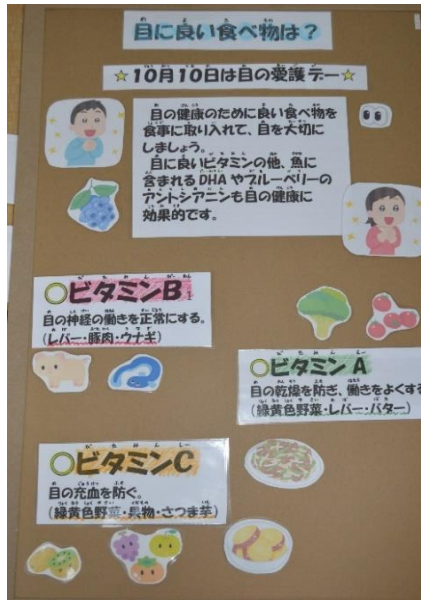 目に良い食べ物は？
☆10月10日は目の愛護デー☆
目の健康のために良い食べ物を
食事に取り入れて、目を大切に
しましょう。
目に良いビタミンの他、魚に
含まれるDHAやブルーベリーの
アントシアニンも目の健康に
効果的です。
○ビタミンB₁
目の神経の働きを正常にする。
(レバー・豚肉・ウナギ)
○ビタミンA
目の乾燥を防ぎ、働きをよくする
(緑黄色野菜・レバー・バター)
○ビタミンC
目の充血を防ぐ。
(緑黄色野菜・果物・さつま芋)